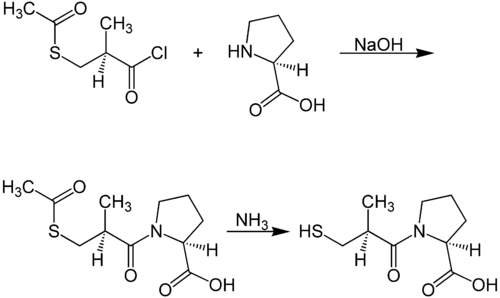 H₃C O
CH₃
S Cl + HN H NaOH
H O
O OH
H₃C O
CH₃
S N H NH₃ HS CH₃ N H
H O H O
O OH O OH